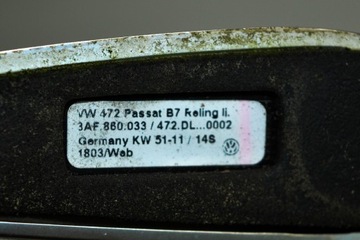 VW 472 Passat B7 Reling li.
3AF.860.033 / 472.DL...0002
Germany KW 51-11 / 14S
1803/Web